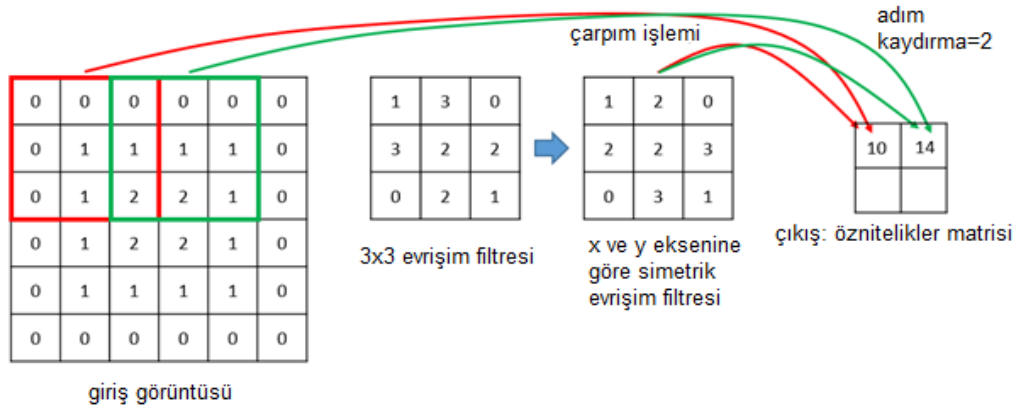 çarpım işlemi
adım
kaydırma=2
0 0 0 0 0 0
0 1 1 1 1 0
0 1 2 2 1 0
0 1 2 2 1 0
0 1 1 1 1 0
0 0 0 0 0 0
giriş görüntüsü
1 3 0
3 2 2
0 2 1
3x3 evrişim filtresi
1 2 0
2 2 3
0 3 1
x ve y eksenine
göre simetrik
evrişim filtresi
10 14
çıkış: öznitelikler matrisi